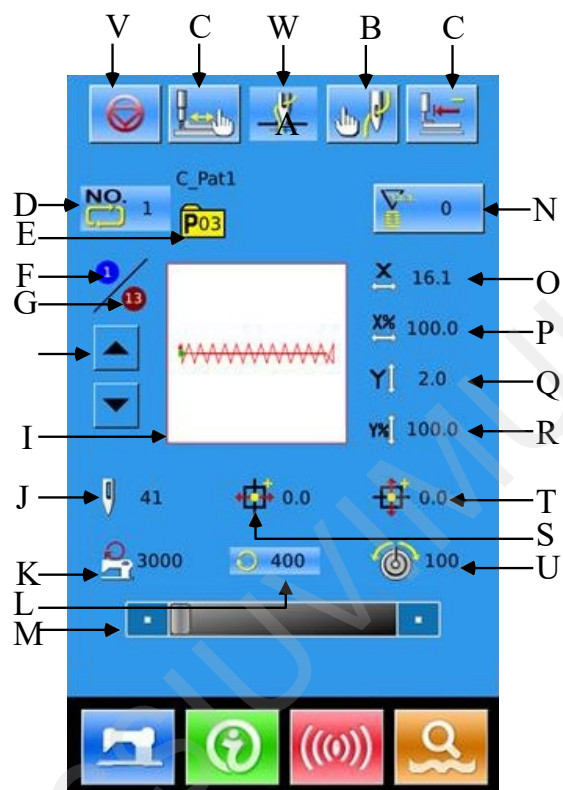 V C W B C
A
C_Pat1
D NO. 1 0 N
E P03
F 1 X 16.1 O
G 13
X% 100.0 P
Y 2.0 Q
I Y% 100.0 R
J 41 0.0 0.0 T
S
K 3000 400 100 U
L
M